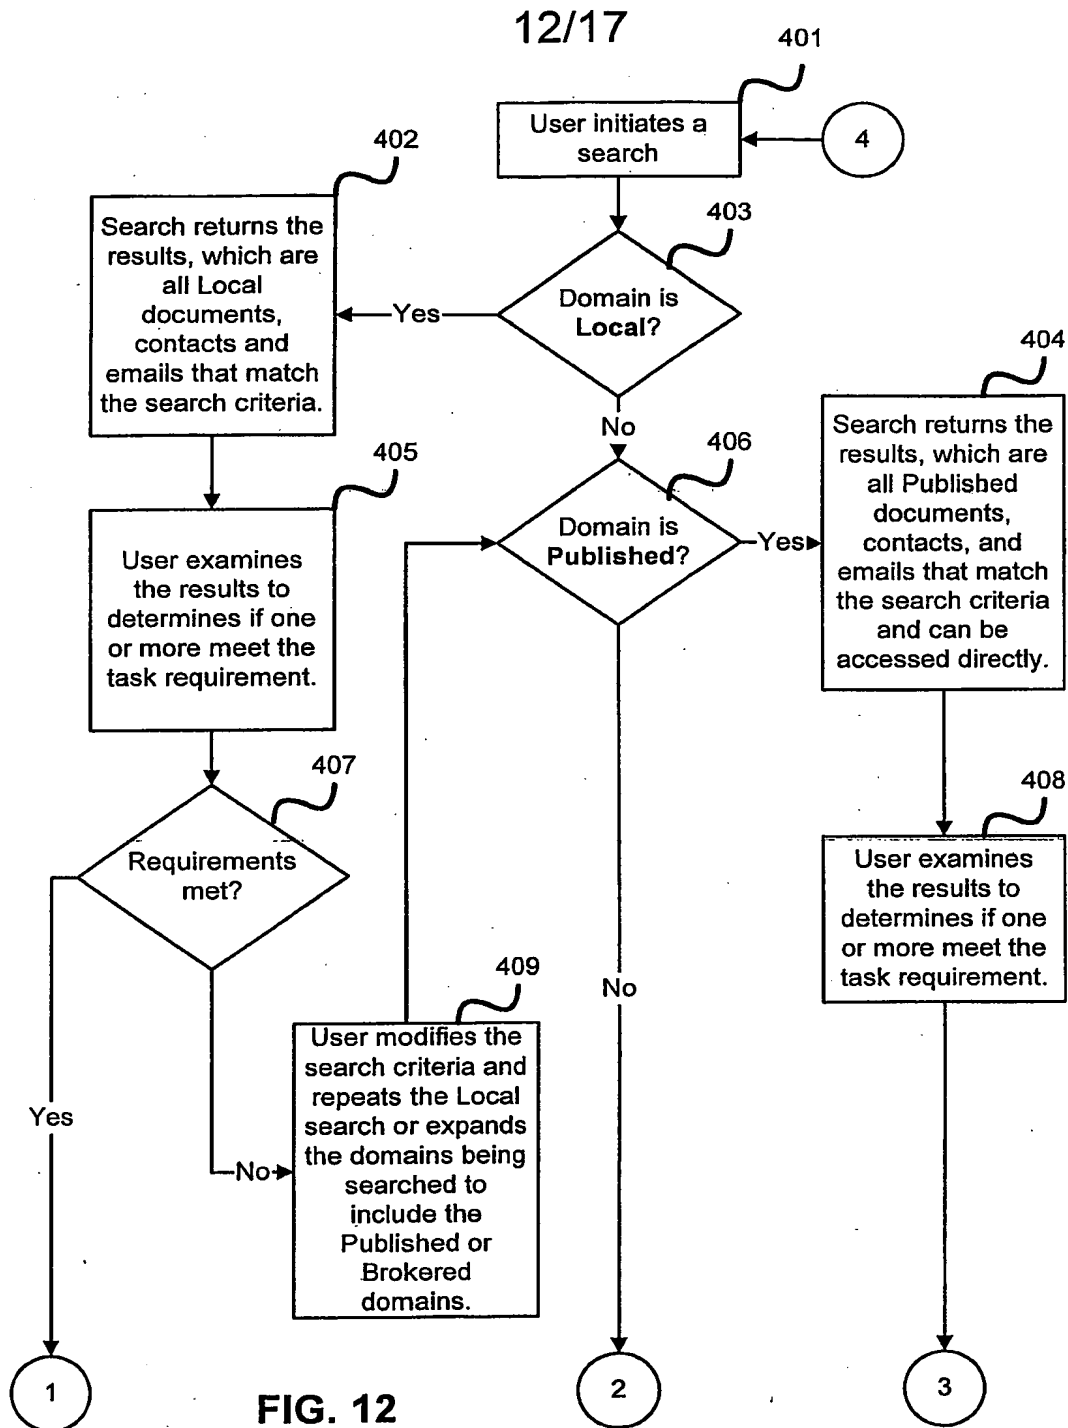 12/17
401
User initiates a
search
4
402
403
Search returns the
results, which are
all Local
documents,
contacts and
emails that match
the search criteria.
Yes
Domain is
Local?
No
404
Search returns the
results, which are
all Published
documents,
contacts, and
emails that match
the search criteria
and can be
accessed directly.
405
406
User examines
the results to
determines if one
or more meet the
task requirement.
Domain is
Published?
Yes
407
Requirements
met?
408
User examines
the results to
determines if one
or more meet the
task requirement.
409
No
User modifies the
search criteria and
repeats the Local
search or expands
the domains being
searched to
include the
Published or
Brokered
domains.
Yes
No
1
2
3
FIG. 12